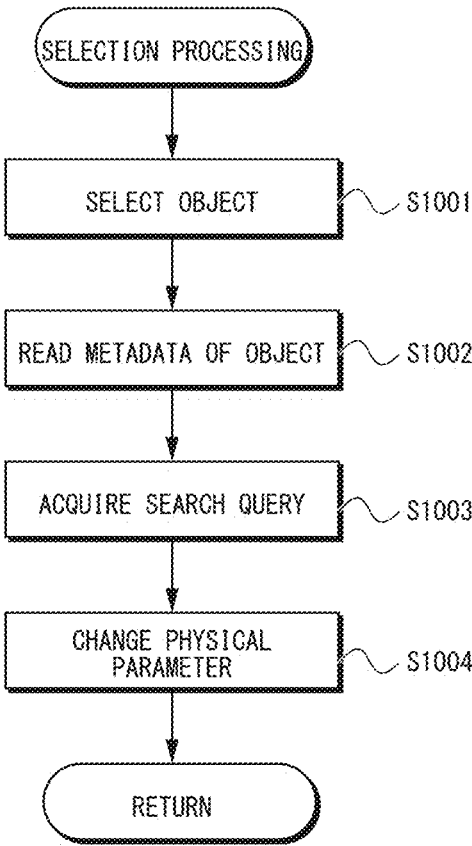 SELECTION PROCESSING
SELECT OBJECT
S1001
READ METADATA OF OBJECT
S1002
ACQUIRE SEARCH QUERY
S1003
CHANGE PHYSICAL
PARAMETER
S1004
RETURN